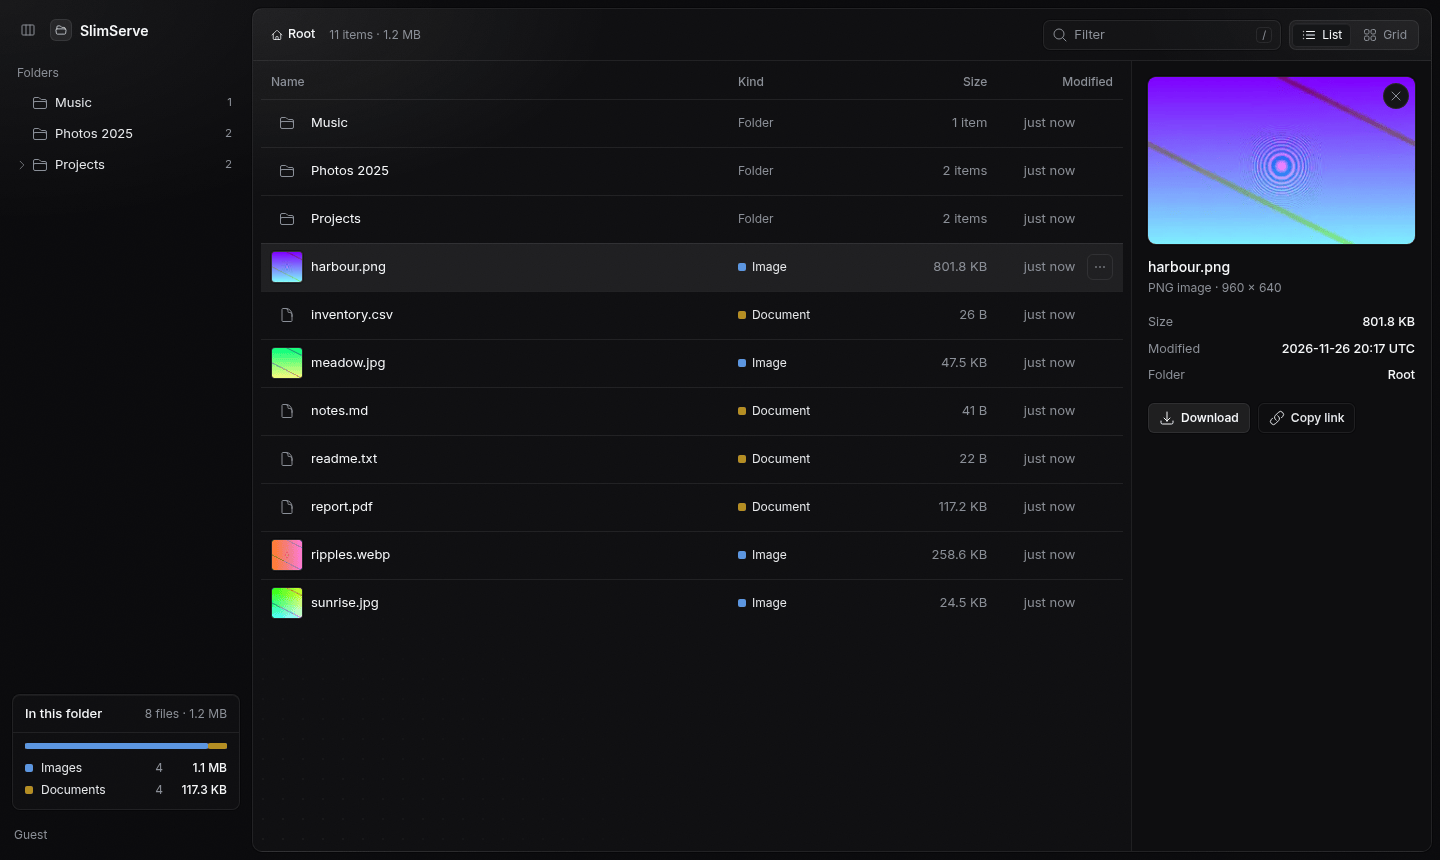 SlimServe
Folders
Music 1
Photos 2025 2
Projects 2
In this folder 8 files · 1.2 MB
Images 4 1.1 MB
Documents 4 117.3 KB
Guest
Root 11 items · 1.2 MB
Filter /
List Grid
Name Kind Size Modified
Music Folder 1 item just now
Photos 2025 Folder 2 items just now
Projects Folder 2 items just now
harbour.png Image 801.8 KB just now
inventory.csv Document 26 B just now
meadow.jpg Image 47.5 KB just now
notes.md Document 41 B just now
readme.txt Document 22 B just now
report.pdf Document 117.2 KB just now
ripples.webp Image 258.6 KB just now
sunrise.jpg Image 24.5 KB just now
harbour.png
PNG image · 960 × 640
Size 801.8 KB
Modified 2026-11-26 20:17 UTC
Folder Root
Download Copy link